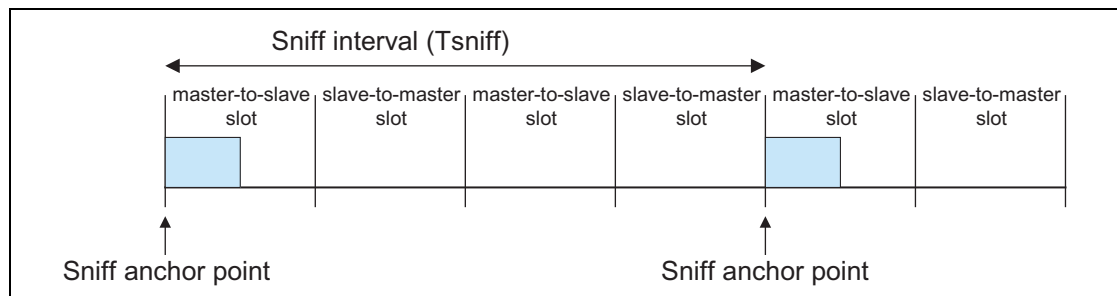 Sniff interval (Tsniff)
master-to-slave slot
slave-to-master slot
master-to-slave slot
slave-to-master slot
master-to-slave slot
slave-to-master slot
Sniff anchor point
Sniff anchor point